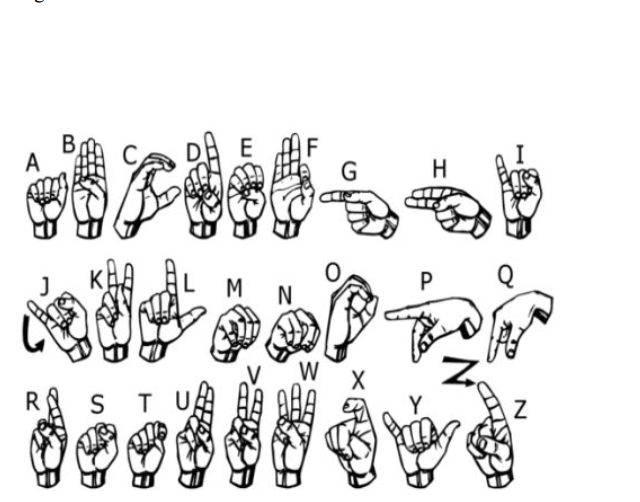 A B C D E F G H I
J K L M N O P Q
R S T U V W X Y Z